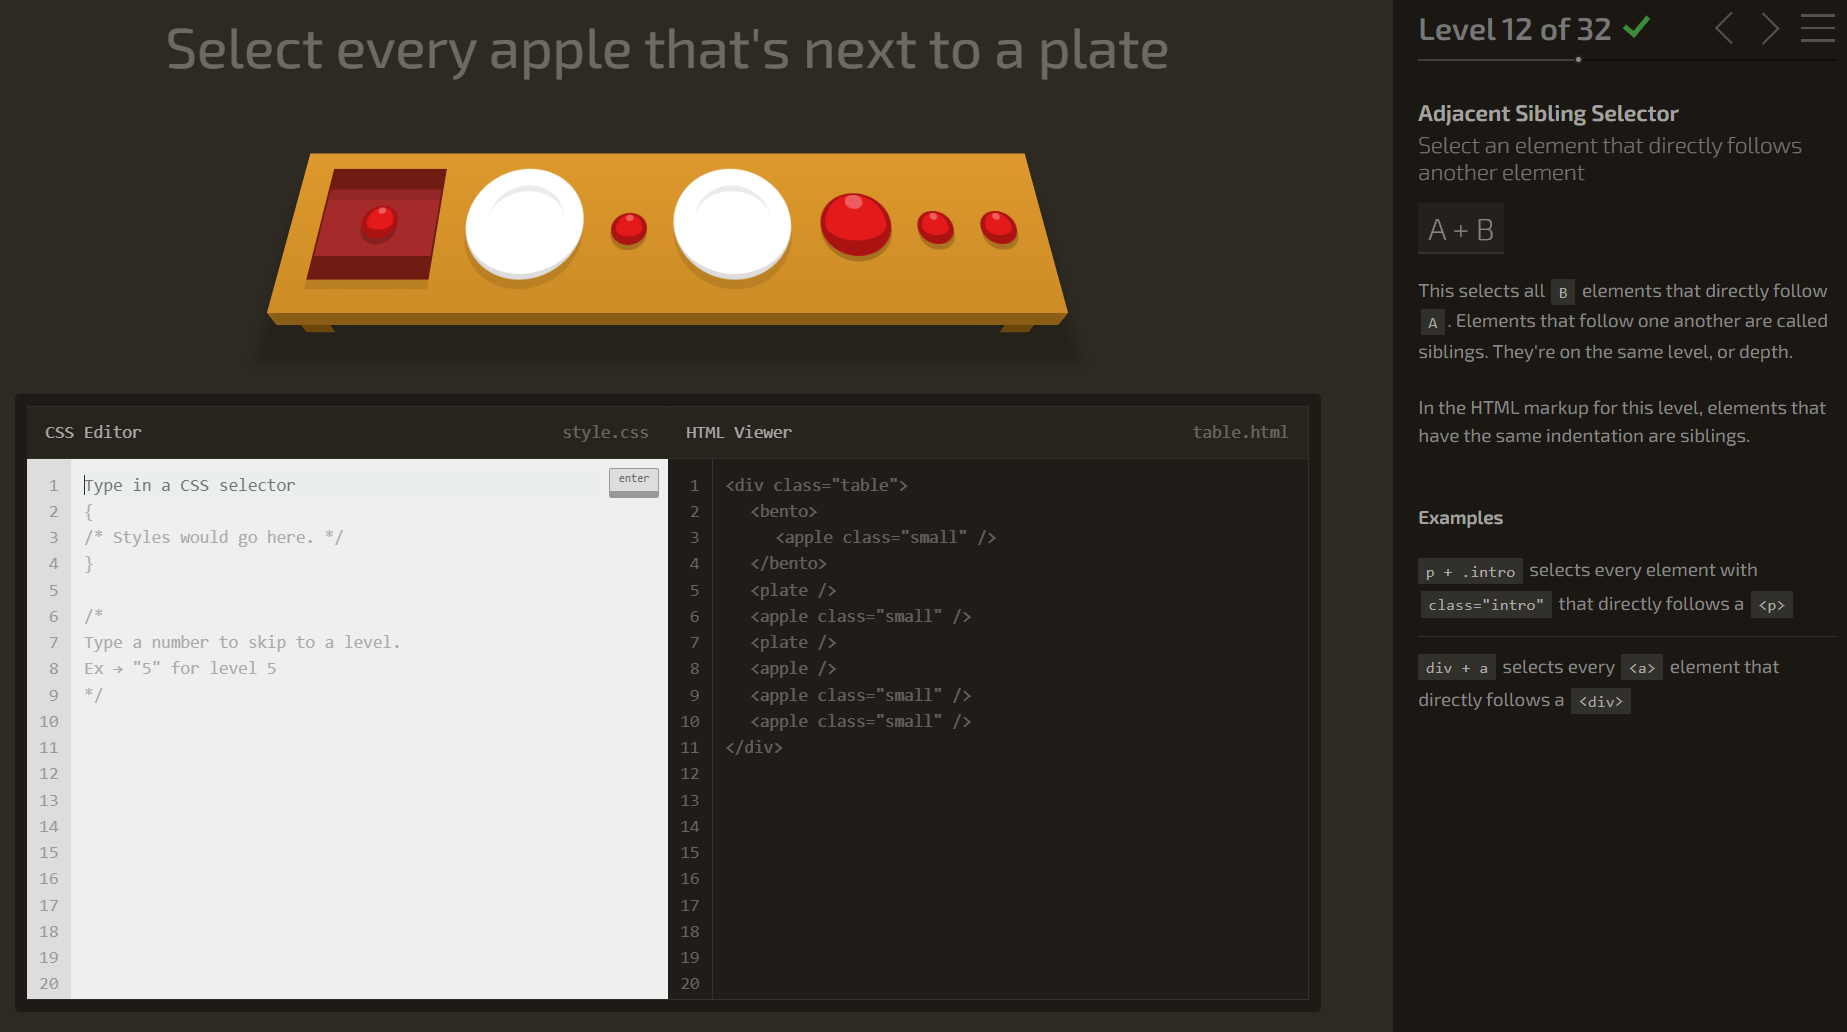 Select every apple that's next to a plate
CSS Editor style.css
1 Type in a CSS selector enter
2 {
3 /* Styles would go here. */
4 }
5
6 /*
7 Type a number to skip to a level.
8 Ex → "5" for level 5
9 */
10
11
12
13
14
15
16
17
18
19
20
HTML Viewer table.html
1 <div class="table">
2 <bento>
3 <apple class="small" />
4 </bento>
5 <plate />
6 <apple class="small" />
7 <plate />
8 <apple />
9 <apple class="small" />
10 <apple class="small" />
11 </div>
12
13
14
15
16
17
18
19
20
Level 12 of 32
Adjacent Sibling Selector
Select an element that directly follows
another element
A + B
This selects all B elements that directly follow
A . Elements that follow one another are called
siblings. They're on the same level, or depth.
In the HTML markup for this level, elements that
have the same indentation are siblings.
Examples
p + .intro selects every element with
class="intro" that directly follows a <p>
div + a selects every <a> element that
directly follows a <div>